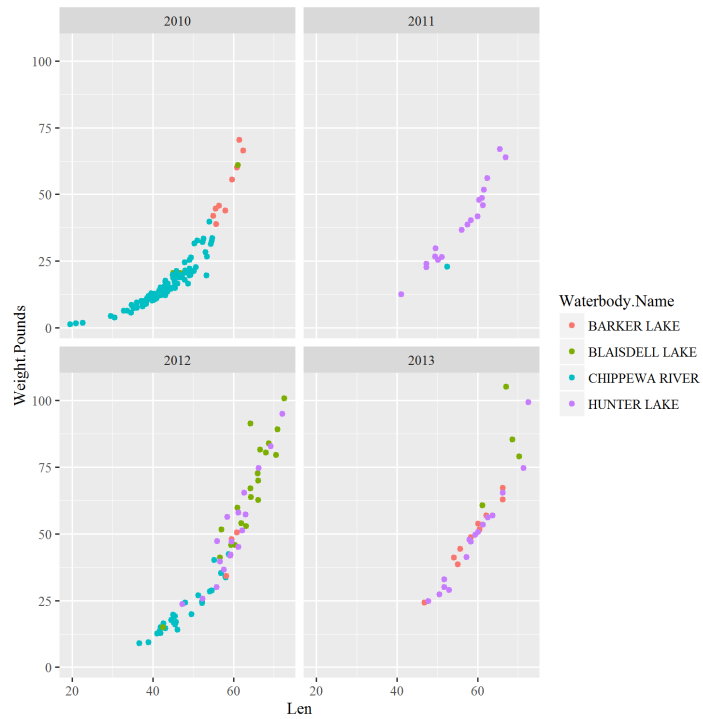 2010
2011
100
75
50
25
0
2012
2013
100
75
50
25
0
20 40 60
20 40 60
Len
Weight.Pounds
Waterbody.Name
BARKER LAKE
BLAISDELL LAKE
CHIPPEWA RIVER
HUNTER LAKE